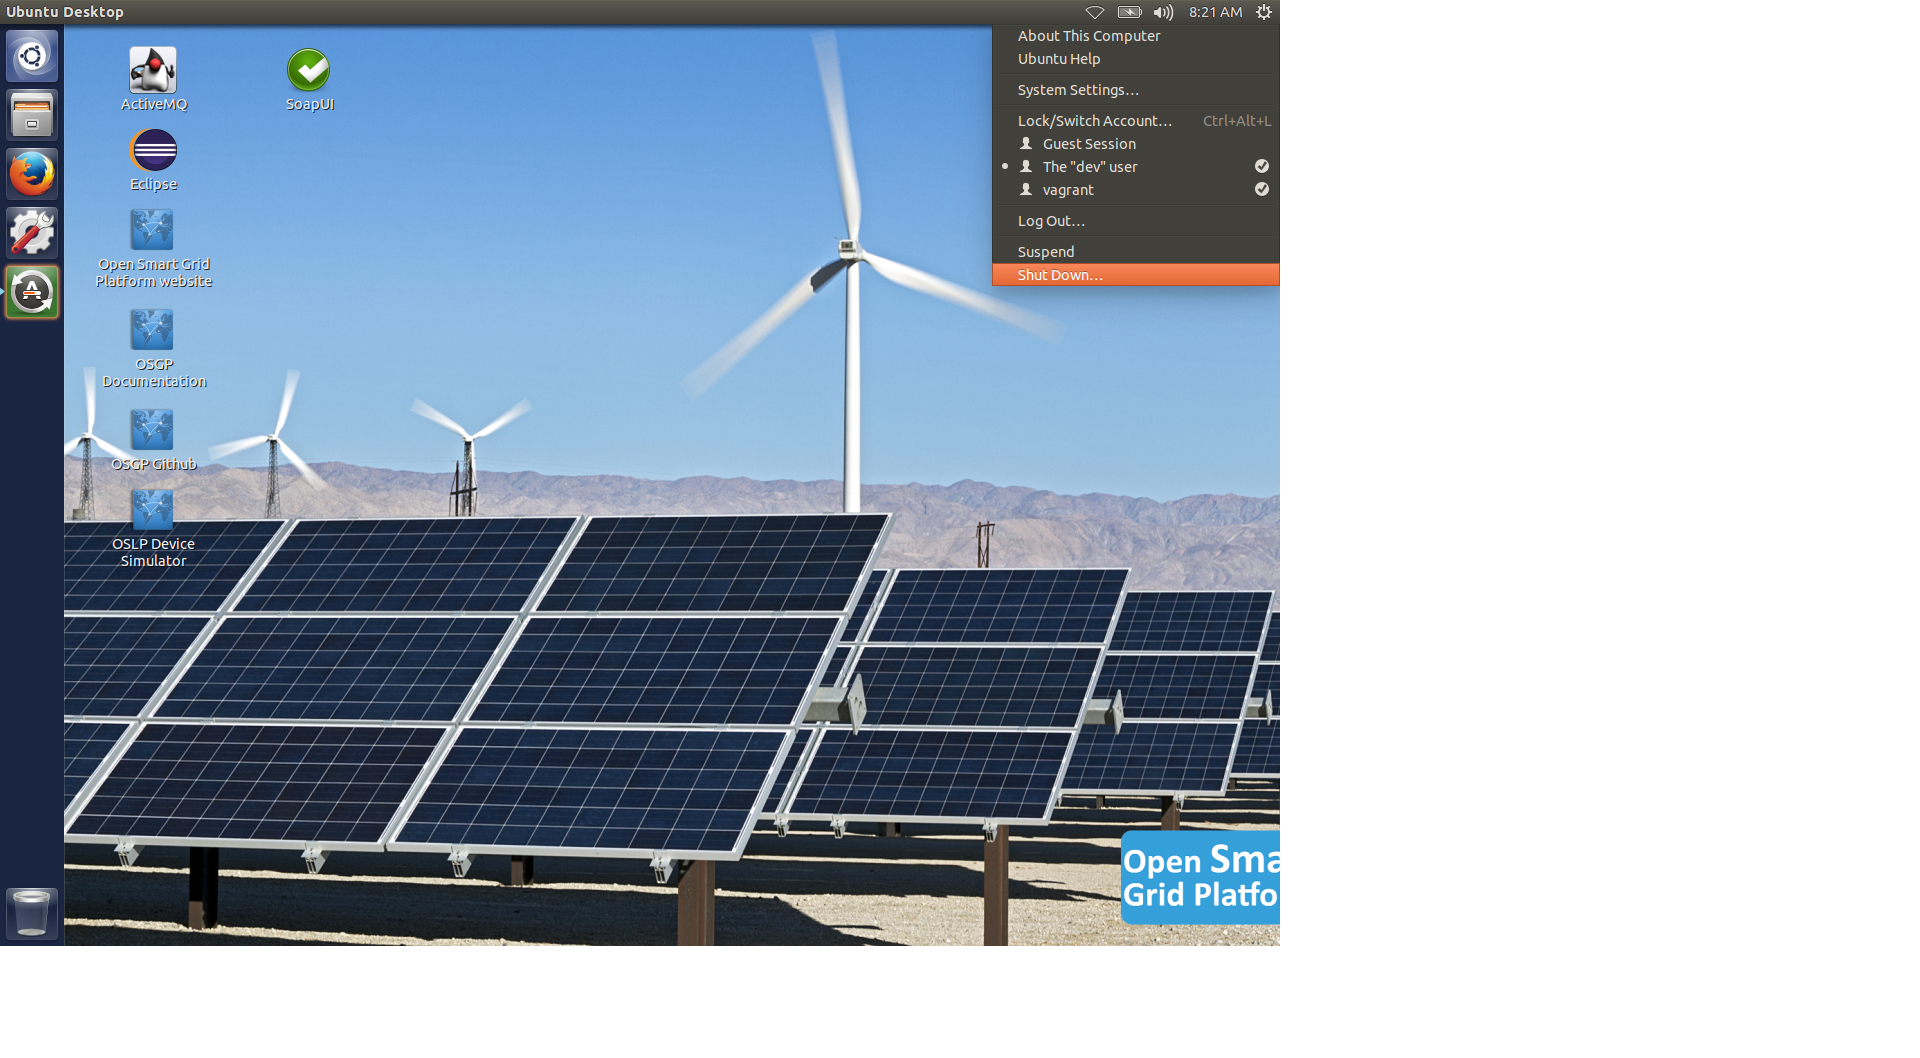 Ubuntu Desktop
8:21 AM
About This Computer
Ubuntu Help
System Settings…
Lock/Switch Account… Ctrl+Alt+L
Guest Session
The "dev" user
vagrant
Log Out…
Suspend
Shut Down…
ActiveMQ
SoapUI
Eclipse
Open Smart Grid
Platform website
OSGP
Documentation
OSGP Github
OSLP Device
Simulator
Open Sma
Grid Platfo